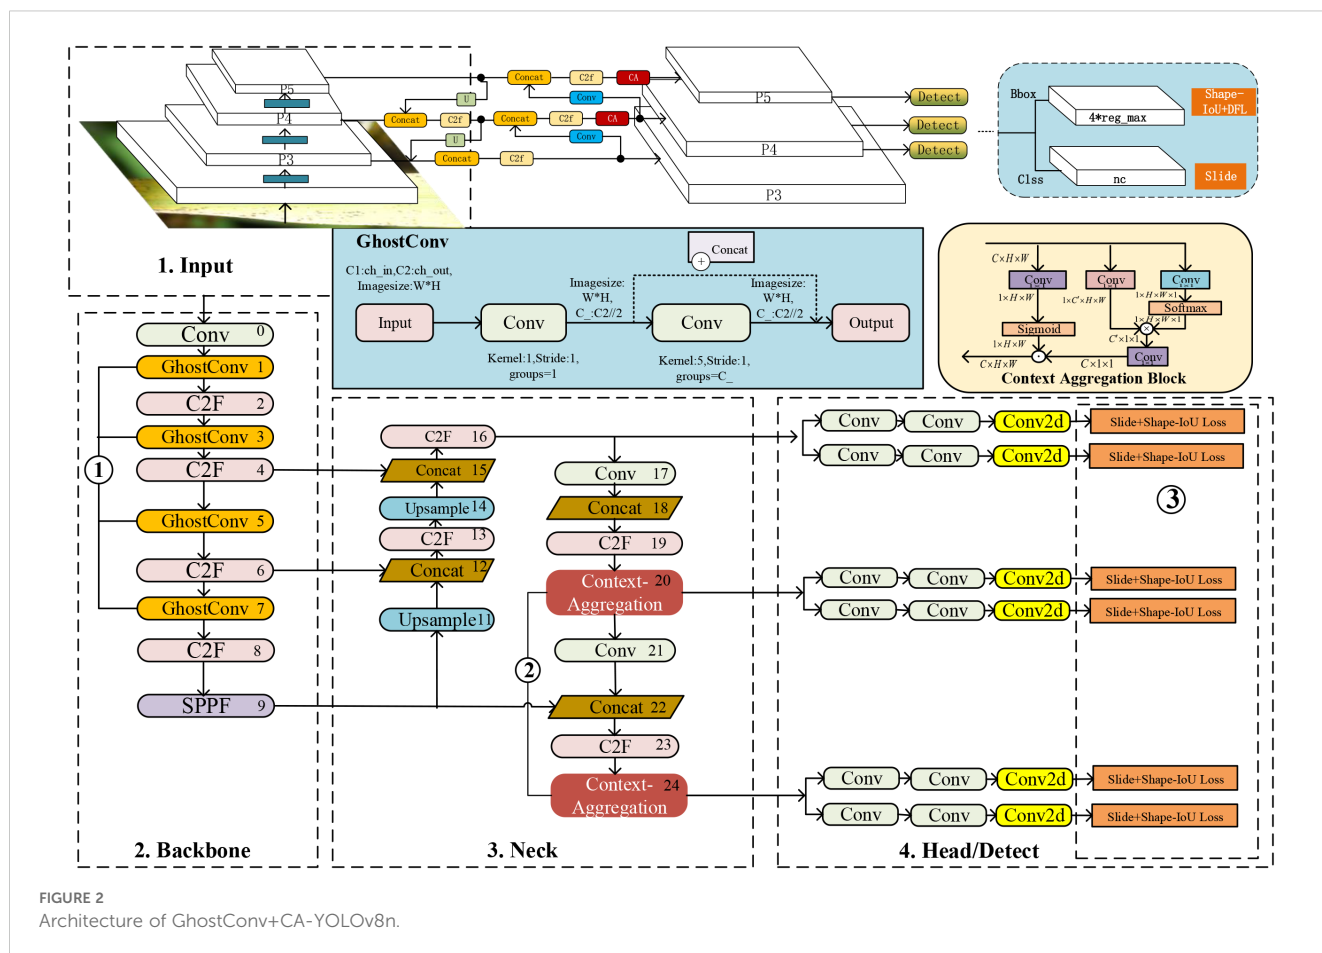 P5
P4
P3
U
U
Concat
C2f
Concat
C2f
Concat
C2f
CA
Conv
Concat
C2f
CA
Conv
P5
P4
P3
Detect
Detect
Detect
Bbox
4*reg_max
Shape-
IoU+DFL
Clss
nc
Slide
1. Input
GhostConv
C1:ch_in,C2:ch_out,
Imagesize:W*H
Input
Conv
Kernel:1,Stride:1,
groups=1
Imagesize:
W*H,
C_:C2//2
+
Concat
Conv
Kernel:5,Stride:1,
groups=C_
Imagesize:
W*H,
C_:C2//2
Output
C×H×W
Conv
1×H×W
Sigmoid
1×H×W
C×H×W
Conv
1×C'×H×W
Conv
1×H×W×1
Softmax
1×H×W×1
×
C'×1×1
Conv
C×1×1
Context Aggregation Block
Conv 0
GhostConv 1
C2F 2
GhostConv 3
C2F 4
GhostConv 5
C2F 6
GhostConv 7
C2F 8
SPPF 9
1
2. Backbone
C2F 16
Concat 15
Upsample 14
C2F 13
Concat 12
Upsample 11
Conv 17
Concat 18
C2F 19
Context- 20
Aggregation
Conv 21
2
Concat 22
C2F 23
Context- 24
Aggregation
3. Neck
Conv Conv Conv2d Slide+Shape-IoU Loss
Conv Conv Conv2d Slide+Shape-IoU Loss
3
Conv Conv Conv2d Slide+Shape-IoU Loss
Conv Conv Conv2d Slide+Shape-IoU Loss
Conv Conv Conv2d Slide+Shape-IoU Loss
Conv Conv Conv2d Slide+Shape-IoU Loss
4. Head/Detect
FIGURE 2
Architecture of GhostConv+CA-YOLOv8n.